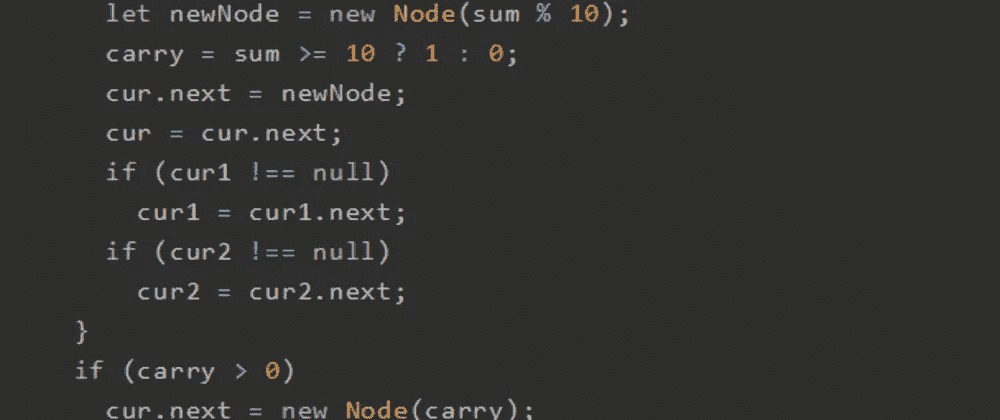 let newNode = new Node(sum % 10);
carry = sum >= 10 ? 1 : 0;
cur.next = newNode;
cur = cur.next;
if (cur1 !== null)
cur1 = cur1.next;
if (cur2 !== null)
cur2 = cur2.next;
}
if (carry > 0)
cur.next = new Node(carry);